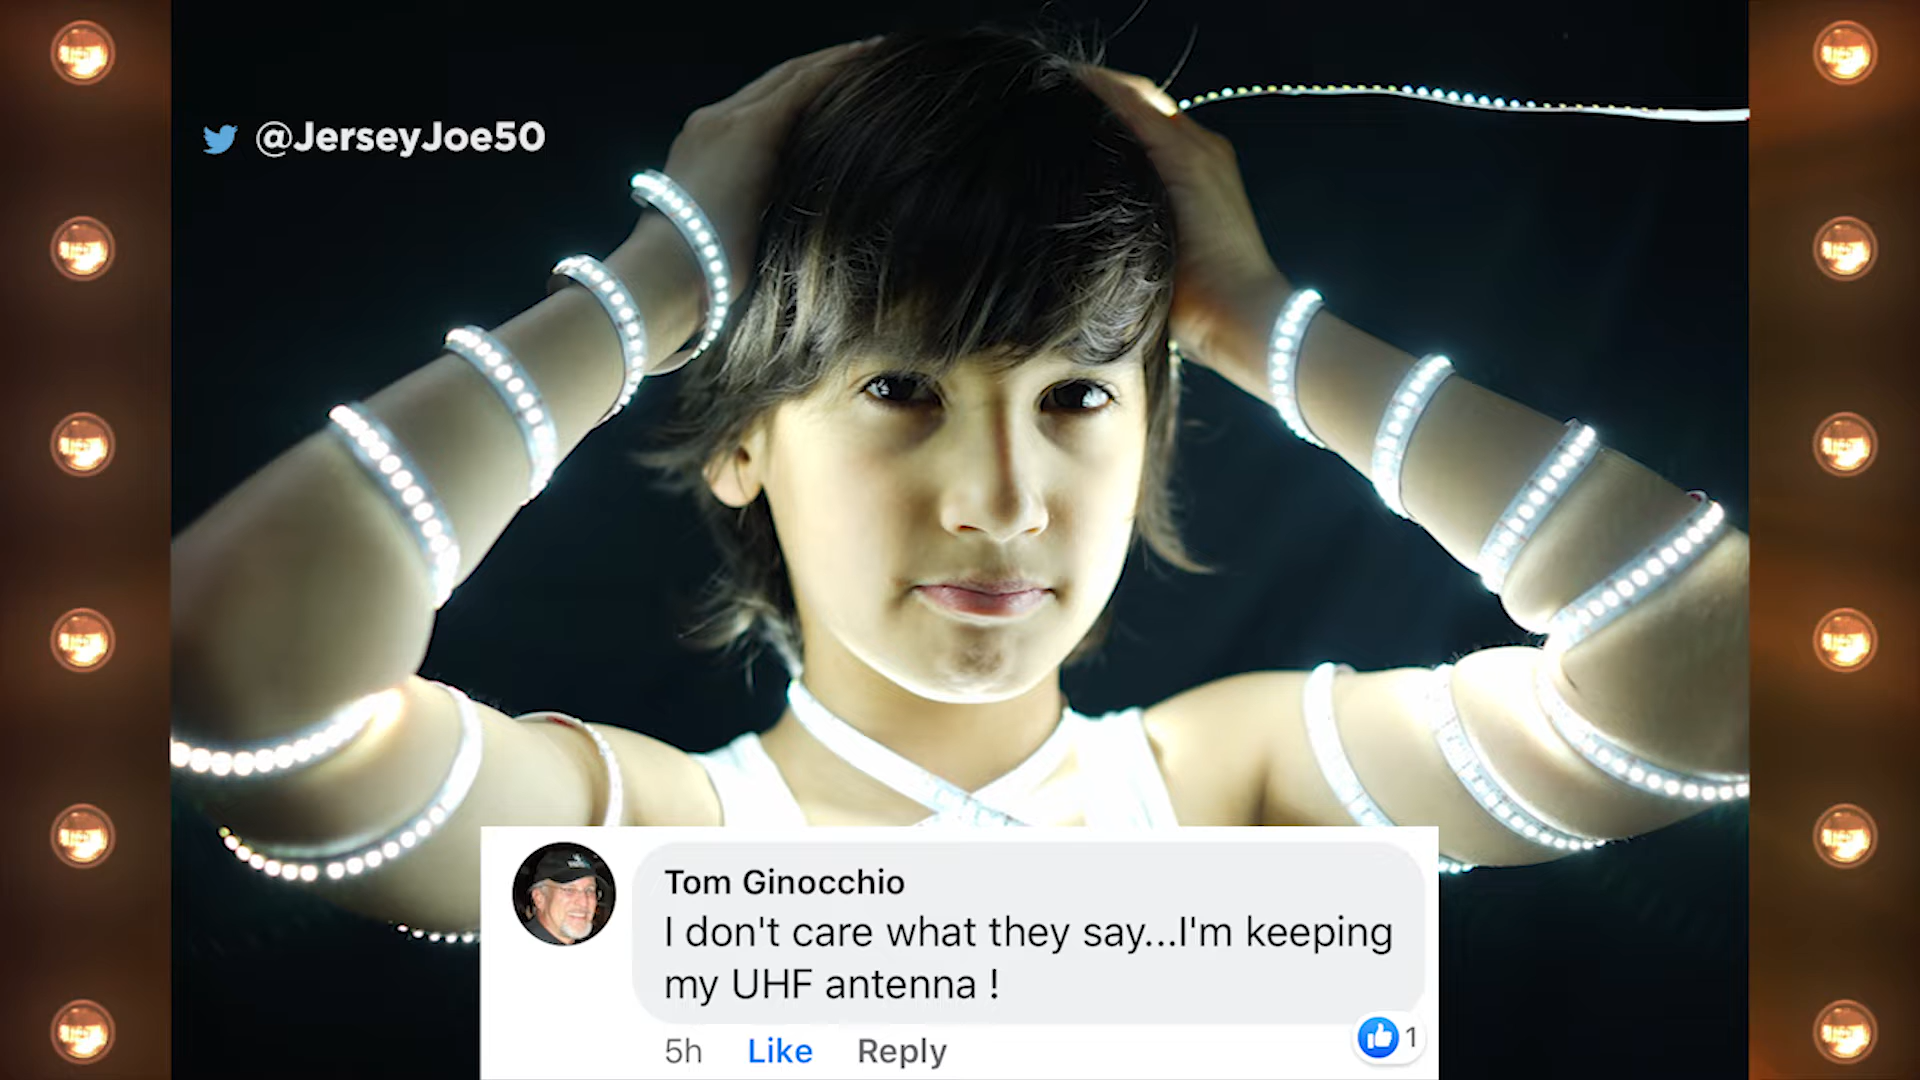 @JerseyJoe50
Tom Ginocchio
I don't care what they say...I'm keeping
my UHF antenna !
5h Like Reply 1